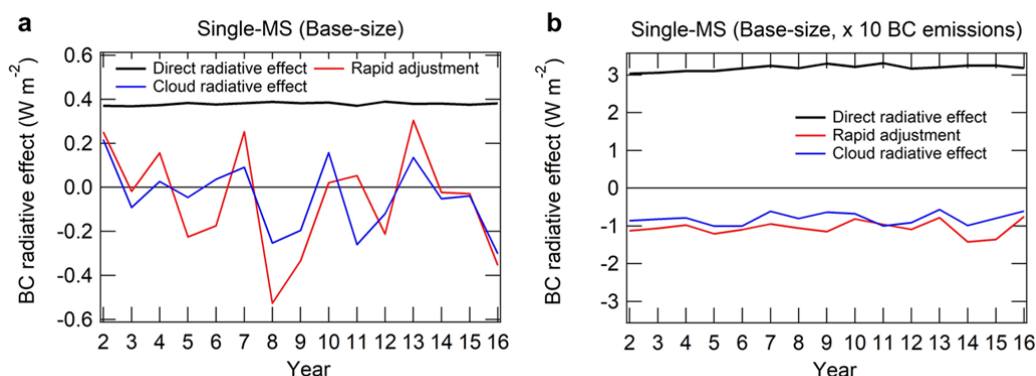 a
Single-MS (Base-size)
BC radiative effect (W m⁻²)
0.6
0.4
0.2
0.0
-0.2
-0.4
-0.6
Direct radiative effect
Rapid adjustment
Cloud radiative effect
2 3 4 5 6 7 8 9 10 11 12 13 14 15 16
Year
b
Single-MS (Base-size, x 10 BC emissions)
BC radiative effect (W m⁻²)
3
2
1
0
-1
-2
-3
Direct radiative effect
Rapid adjustment
Cloud radiative effect
2 3 4 5 6 7 8 9 10 11 12 13 14 15 16
Year